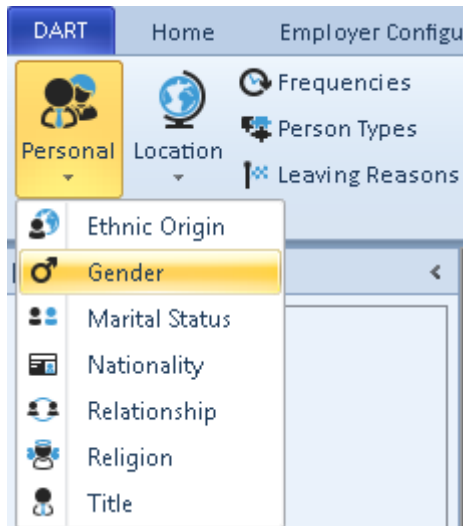 DART Home Employer Configu
Frequencies
Person Types
Personal Location
Leaving Reasons
Ethnic Origin
Gender
Marital Status
Nationality
Relationship
Religion
Title